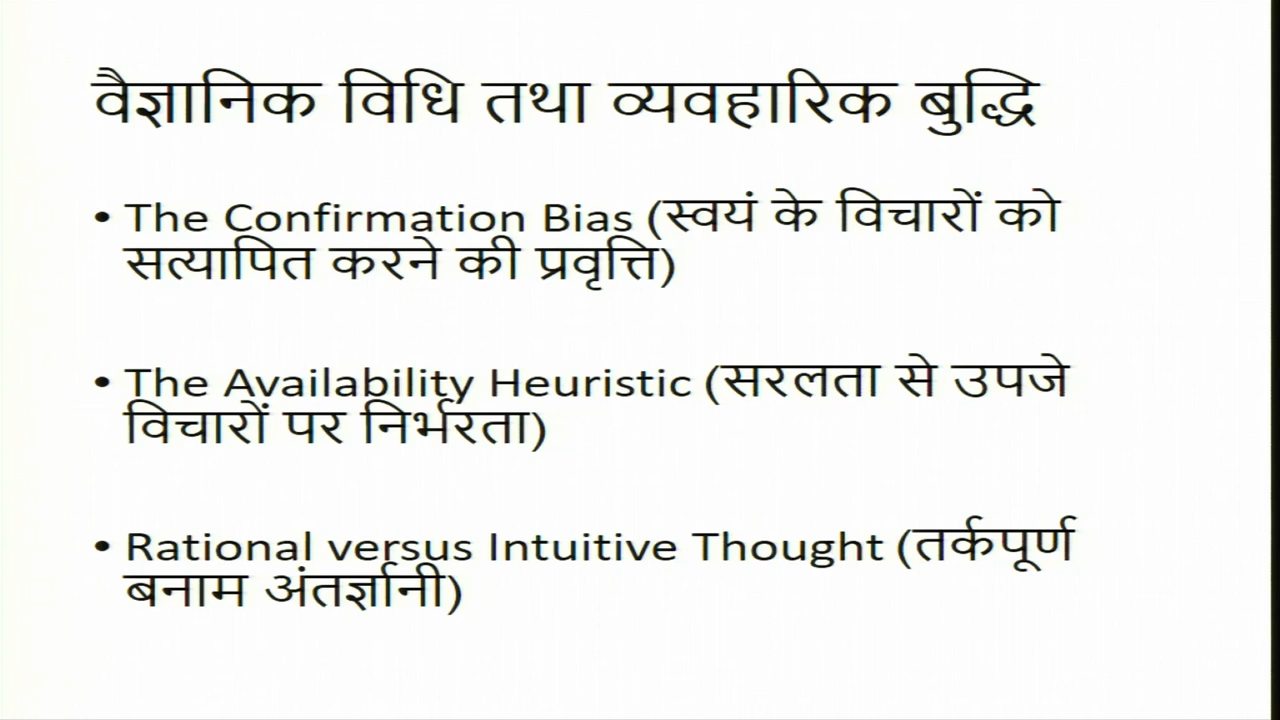 वैज्ञानिक विधि तथा व्यवहारिक बुद्धि
• The Confirmation Bias (स्वयं के विचारों को
सत्यापित करने की प्रवृत्ति)
• The Availability Heuristic (सरलता से उपजे
विचारों पर निर्भरता)
• Rational versus Intuitive Thought (तर्कपूर्ण
बनाम अंतर्ज्ञानी)